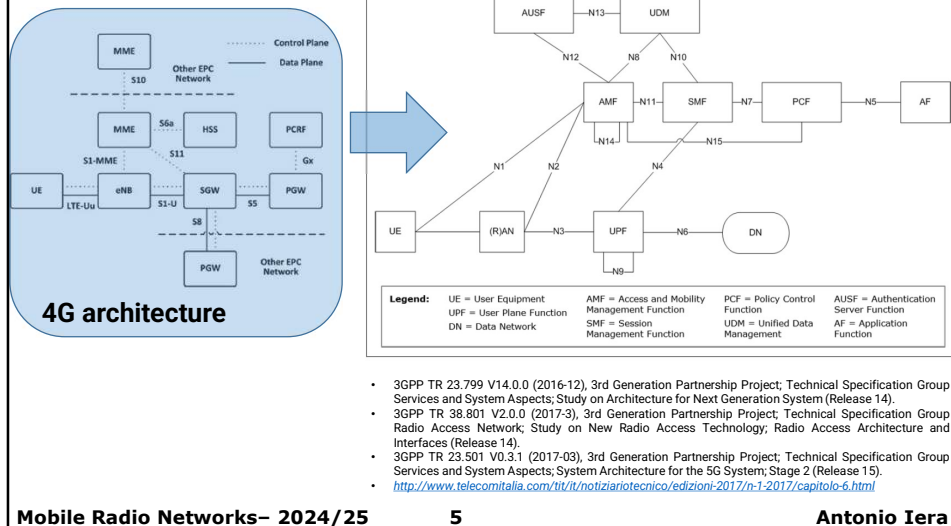 MME
Control Plane
Data Plane
S10
Other EPC
Network
MME
S6a
HSS
PCRF
S1-MME
S11
Gx
UE
LTE-Uu
eNB
S1-U
SGW
S5
PGW
S8
PGW
Other EPC
Network
4G architecture
AUSF
N13
UDM
N12
N8
N10
AMF
N11
SMF
N7
PCF
N5
AF
N14
N15
N1
N2
N4
UE
(R)AN
N3
UPF
N6
DN
N9
Legend:
UE = User Equipment
UPF = User Plane Function
DN = Data Network
AMF = Access and Mobility
Management Function
SMF = Session
Management Function
PCF = Policy Control
Function
UDM = Unified Data
Management
AUSF = Authentication
Server Function
AF = Application
Function
• 3GPP TR 23.799 V14.0.0 (2016-12), 3rd Generation Partnership Project; Technical Specification Group
Services and System Aspects; Study on Architecture for Next Generation System (Release 14).
• 3GPP TR 38.801 V2.0.0 (2017-3), 3rd Generation Partnership Project; Technical Specification Group
Radio Access Network; Study on New Radio Access Technology; Radio Access Architecture and
Interfaces (Release 14).
• 3GPP TR 23.501 V0.3.1 (2017-03), 3rd Generation Partnership Project; Technical Specification Group
Services and System Aspects; System Architecture for the 5G System; Stage 2 (Release 15).
• http://www.telecomitalia.com/tit/it/notiziariotecnico/edizioni-2017/n-1-2017/capitolo-6.html
Mobile Radio Networks– 2024/25
5
Antonio Iera